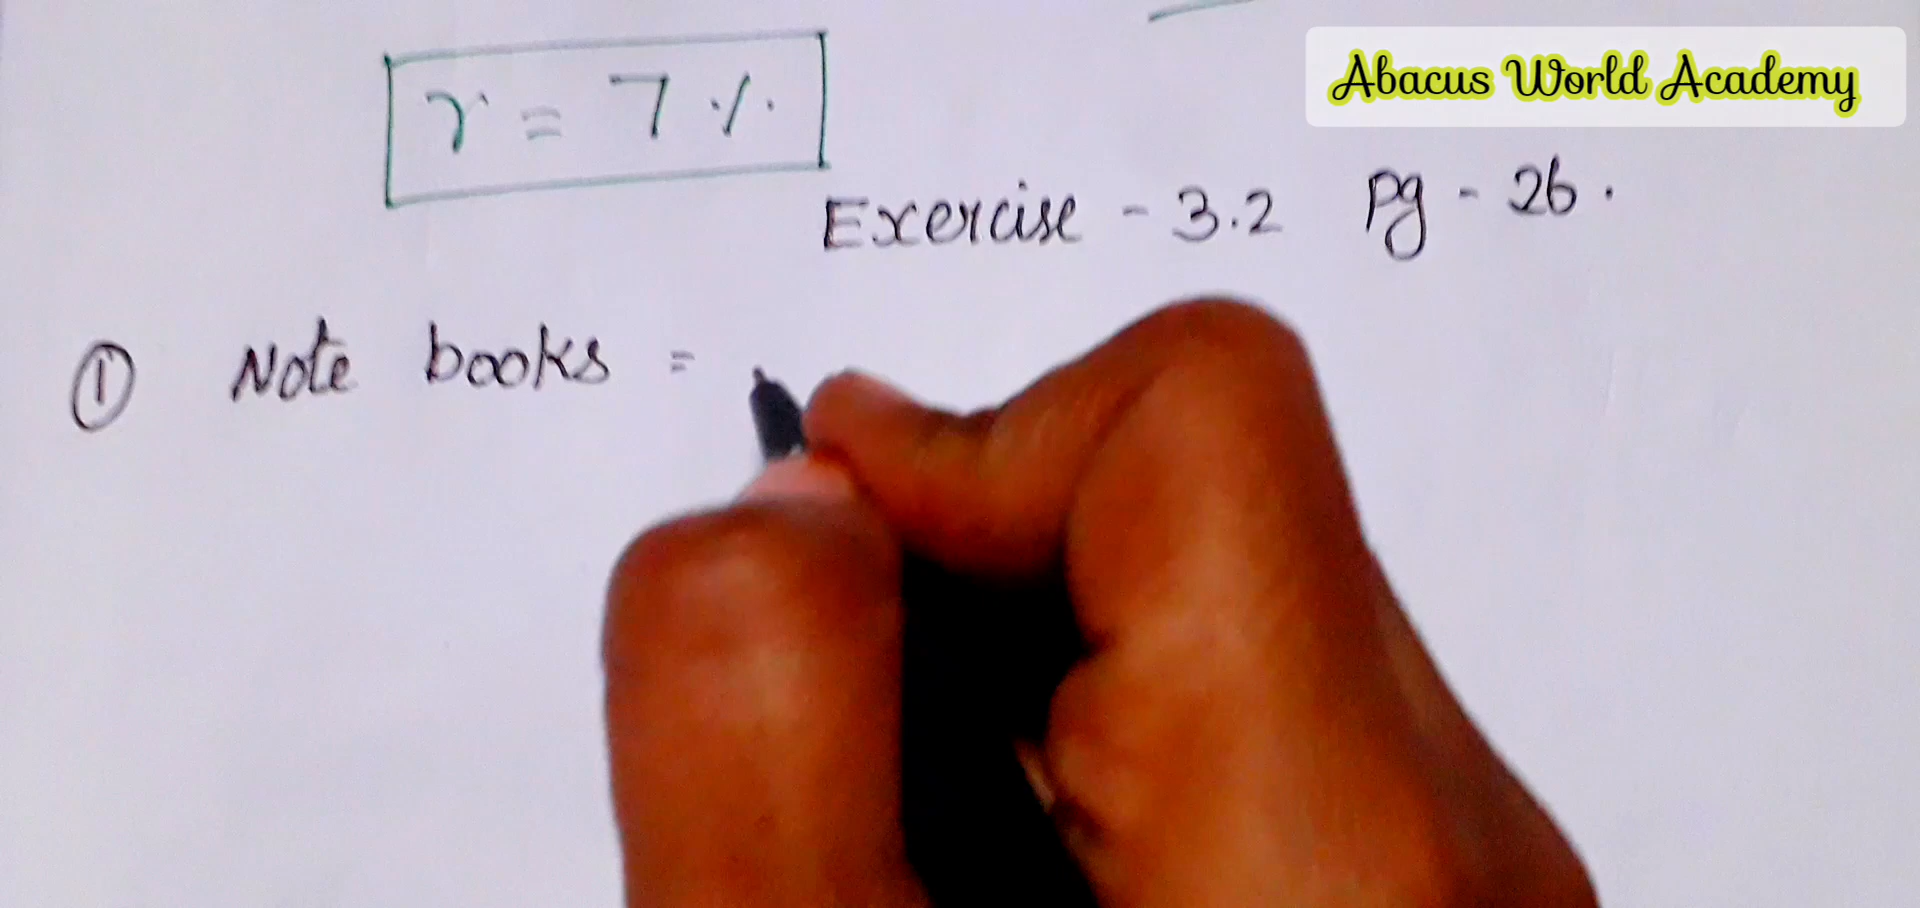 Abacus World Academy
r = 7 %
Exercise - 3.2 Pg - 26.
① Note books =